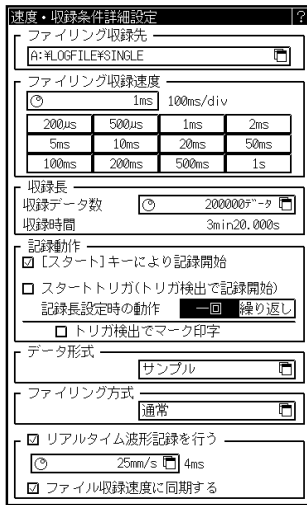 速度・収録条件詳細設定 ?
ファイリング収録先
A:¥LOGFILE¥SINGLE
ファイリング収録速度
1ms 100ms/div
200μs 500μs 1ms 2ms
5ms 10ms 20ms 50ms
100ms 200ms 500ms 1s
収録長
収録データ数 200000ﾃﾞｰﾀ
収録時間 3min20.000s
記録動作
[スタート]キーにより記録開始
スタートトリガ(トリガ検出で記録開始)
記録長設定時の動作 一回 繰り返し
トリガ検出でマーク印字
データ形式
サンプル
ファイリング方式
通常
リアルタイム波形記録を行う
25mm/s 4ms
ファイル収録速度に同期する